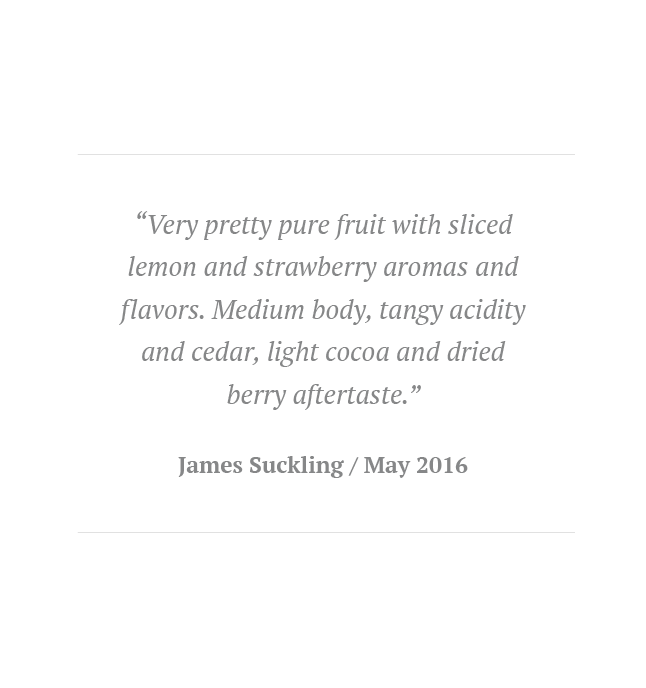 “Very pretty pure fruit with sliced
lemon and strawberry aromas and
flavors. Medium body, tangy acidity
and cedar, light cocoa and dried
berry aftertaste.”
James Suckling / May 2016